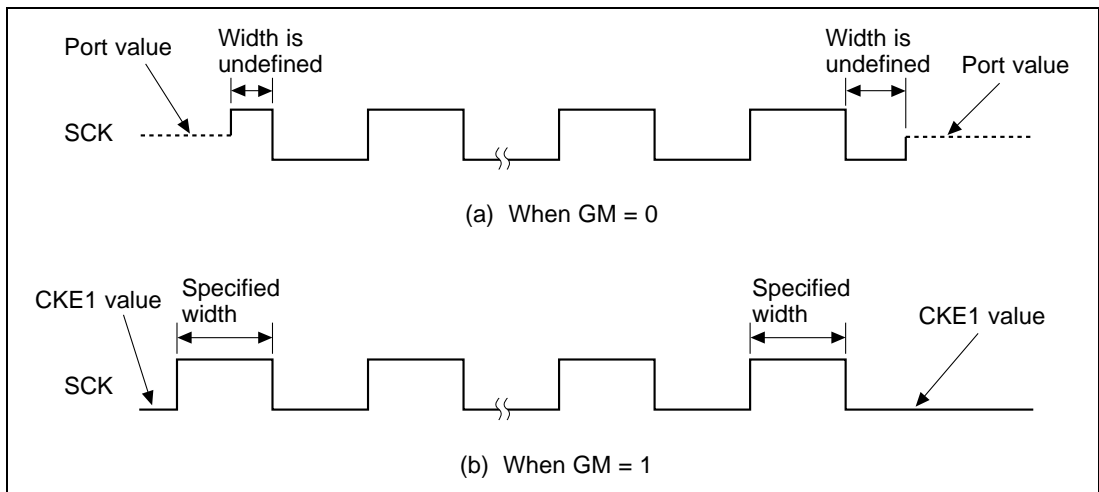 Port value
Width is
undefined
Width is
undefined
Port value
SCK
(a) When GM = 0
CKE1 value
Specified
width
Specified
width
CKE1 value
SCK
(b) When GM = 1